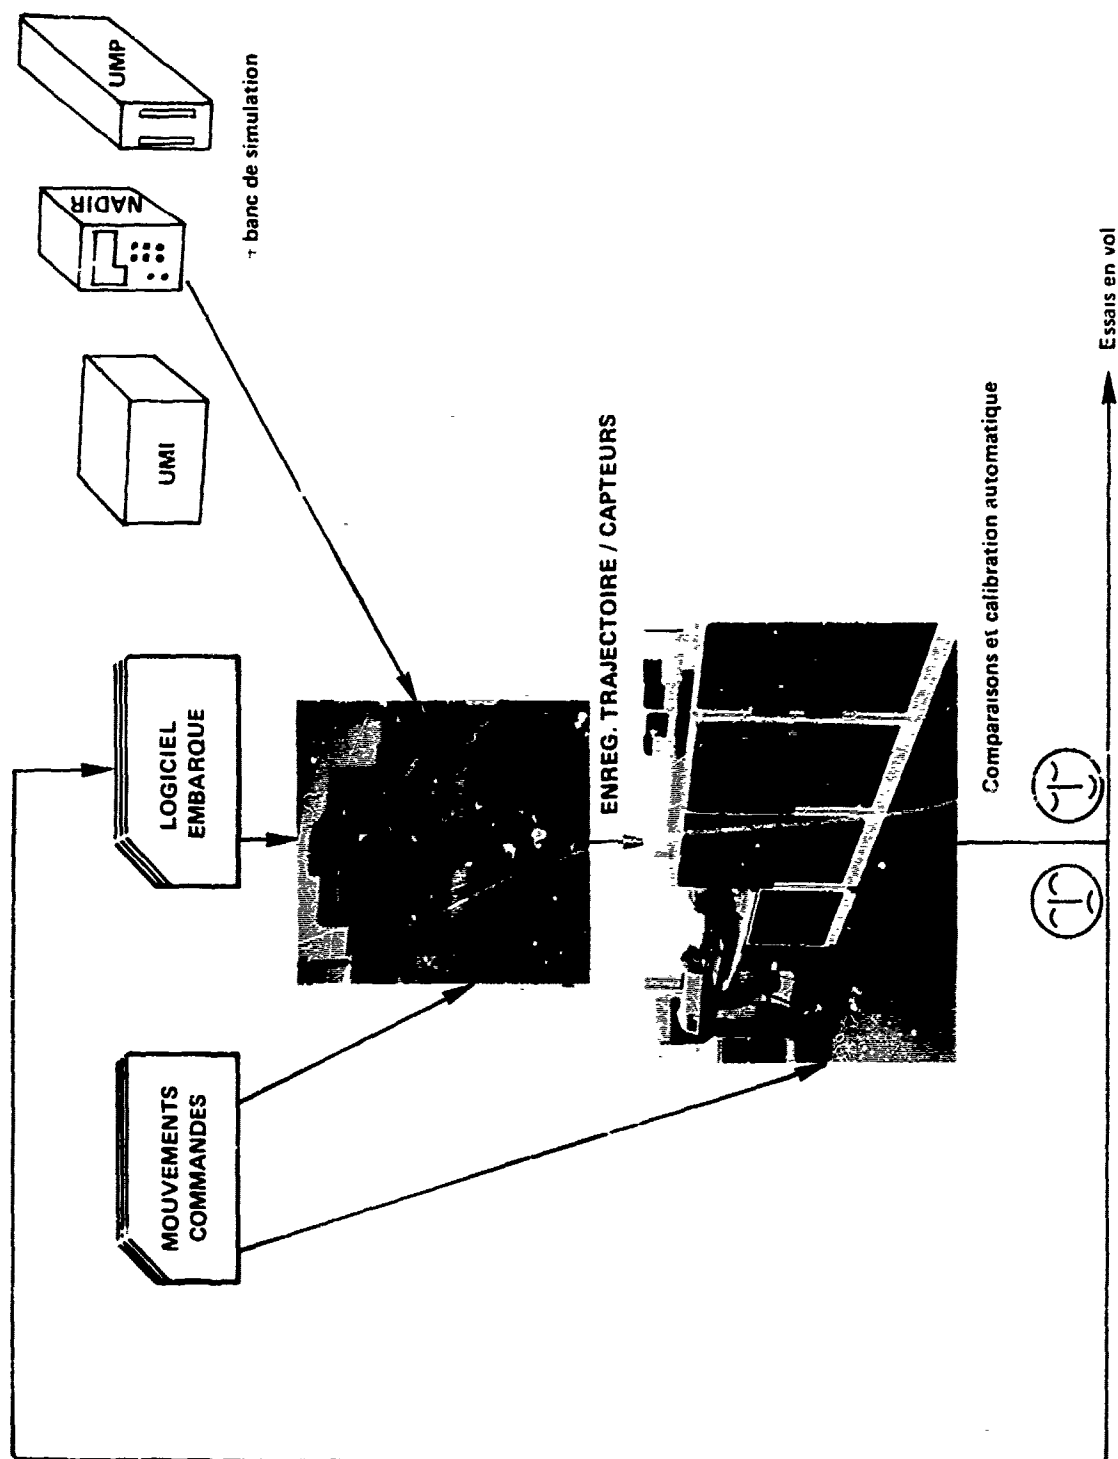 MOUVEMENTS
COMMANDES
LOGICIEL
EMBARQUE
UMI
NADIR
UMP
+ banc de simulation
ENREG. TRAJECTOIRE / CAPTEURS
Comparaisons et calibration automatique
Essais en vol